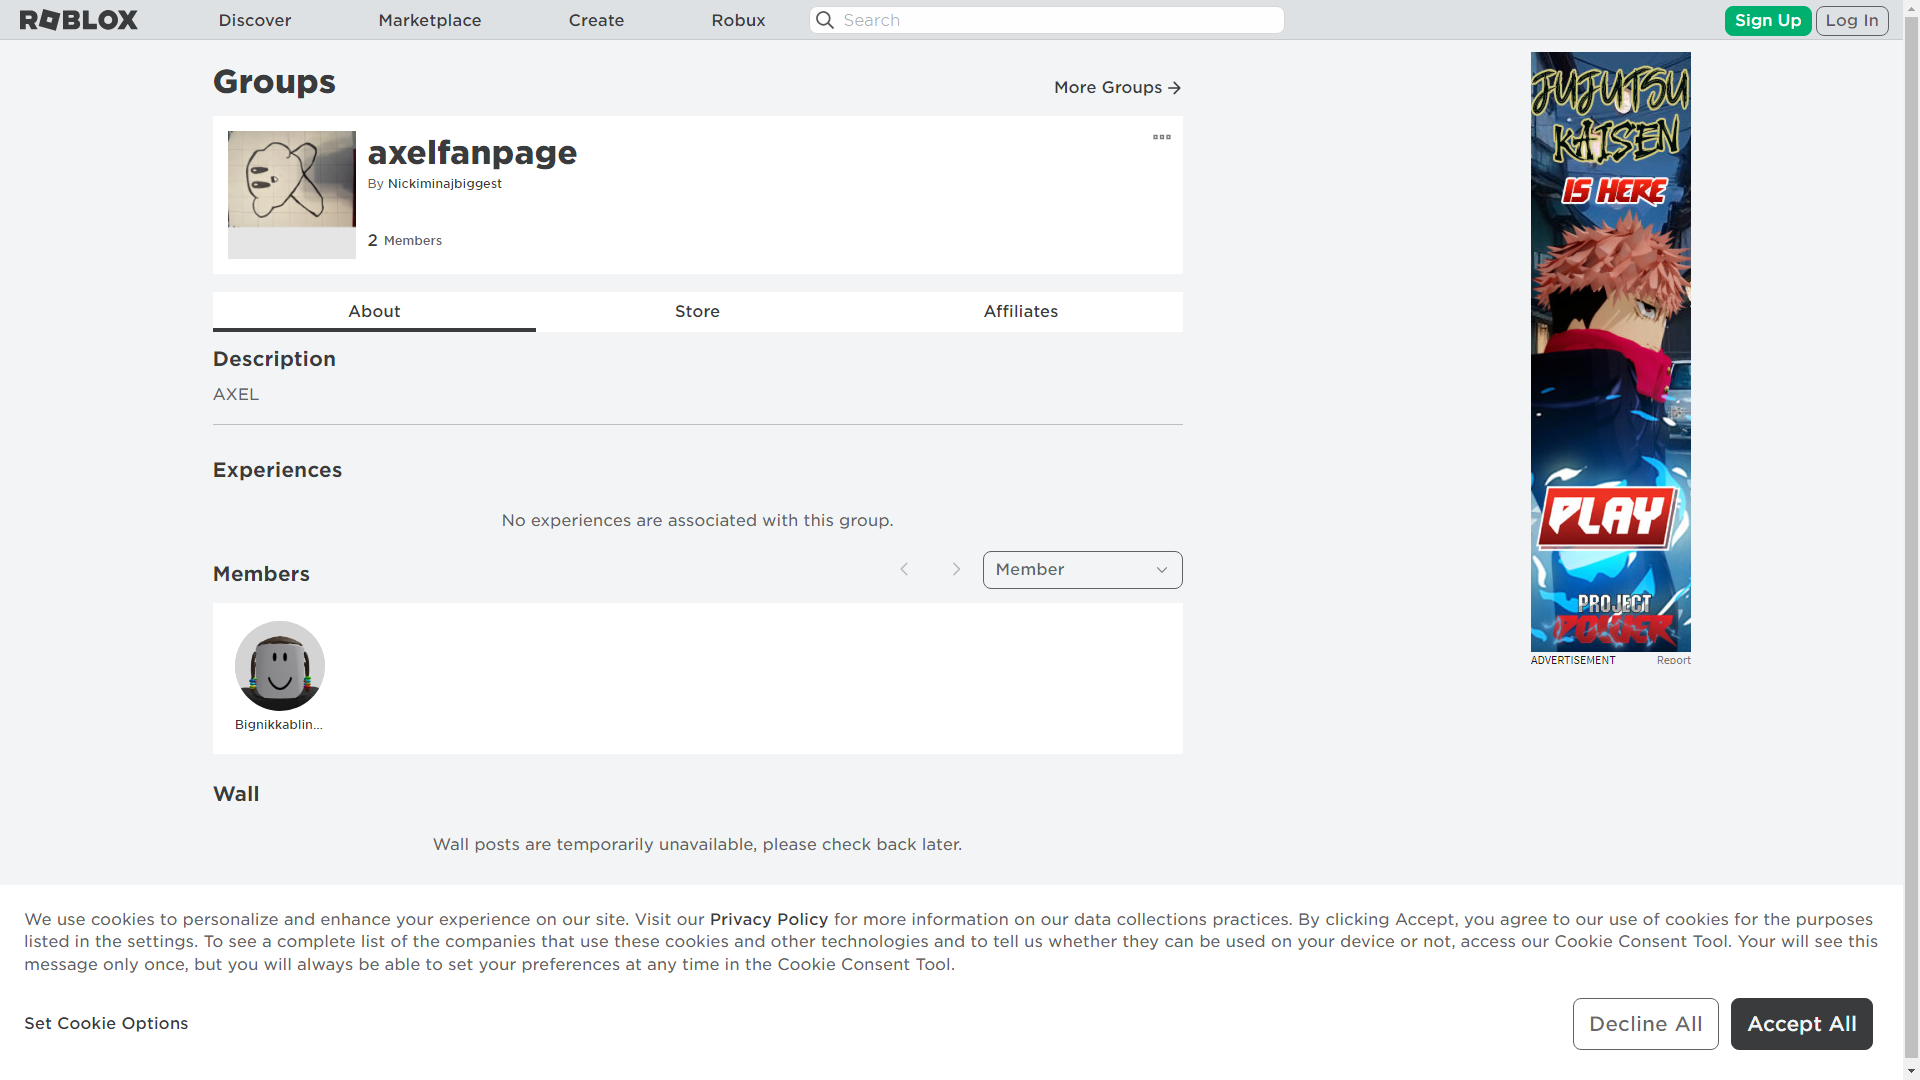 ROBLOX
Discover
Marketplace
Create
Robux
Search
Sign Up
Log In
Groups
More Groups
axelfanpage
By Nickiminajbiggest
2 Members
About
Store
Affiliates
Description
AXEL
Experiences
No experiences are associated with this group.
Members
Member
Bignikkablin...
Wall
Wall posts are temporarily unavailable, please check back later.
JUJUTSU
KAISEN
IS HERE
PLAY
PROJECT
POWER
ADVERTISEMENT
Report
We use cookies to personalize and enhance your experience on our site. Visit our Privacy Policy for more information on our data collections practices. By clicking Accept, you agree to our use of cookies for the purposes
listed in the settings. To see a complete list of the companies that use these cookies and other technologies and to tell us whether they can be used on your device or not, access our Cookie Consent Tool. Your will see this
message only once, but you will always be able to set your preferences at any time in the Cookie Consent Tool.
Set Cookie Options
Decline All
Accept All